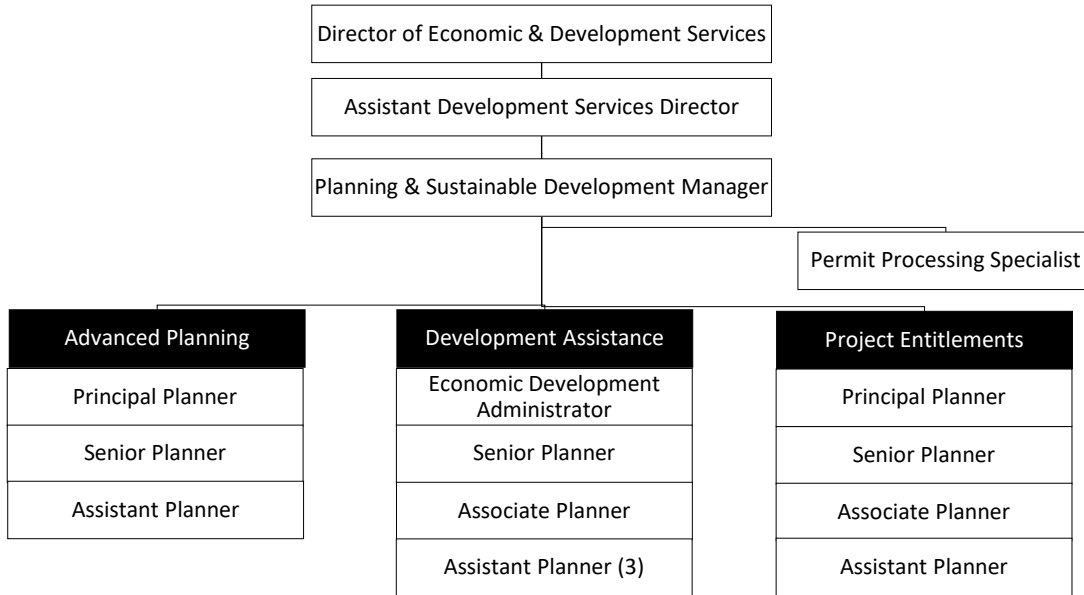 Director of Economic & Development Services
Assistant Development Services Director
Planning & Sustainable Development Manager
Permit Processing Specialist
Advanced Planning
Principal Planner
Senior Planner
Assistant Planner
Development Assistance
Economic Development
Administrator
Senior Planner
Associate Planner
Assistant Planner (3)
Project Entitlements
Principal Planner
Senior Planner
Associate Planner
Assistant Planner